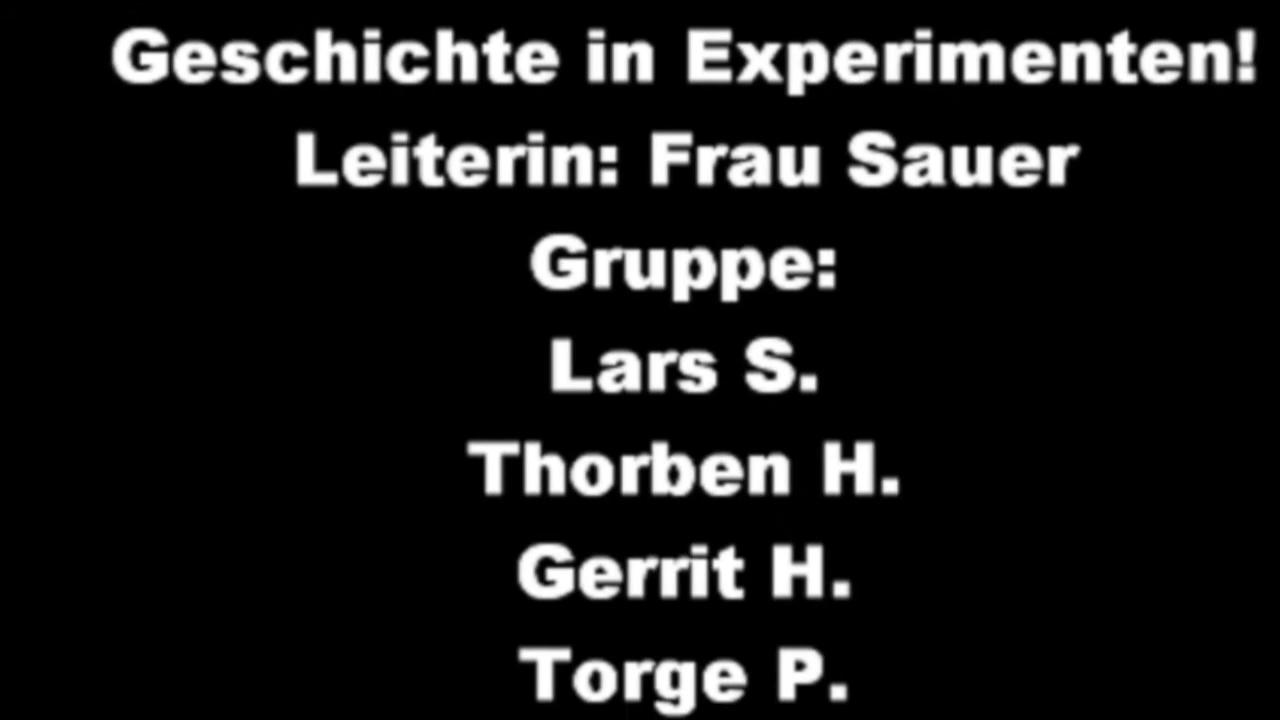 Geschichte in Experimenten!
Leiterin: Frau Sauer
Gruppe:
Lars S.
Thorben H.
Gerrit H.
Torge P.